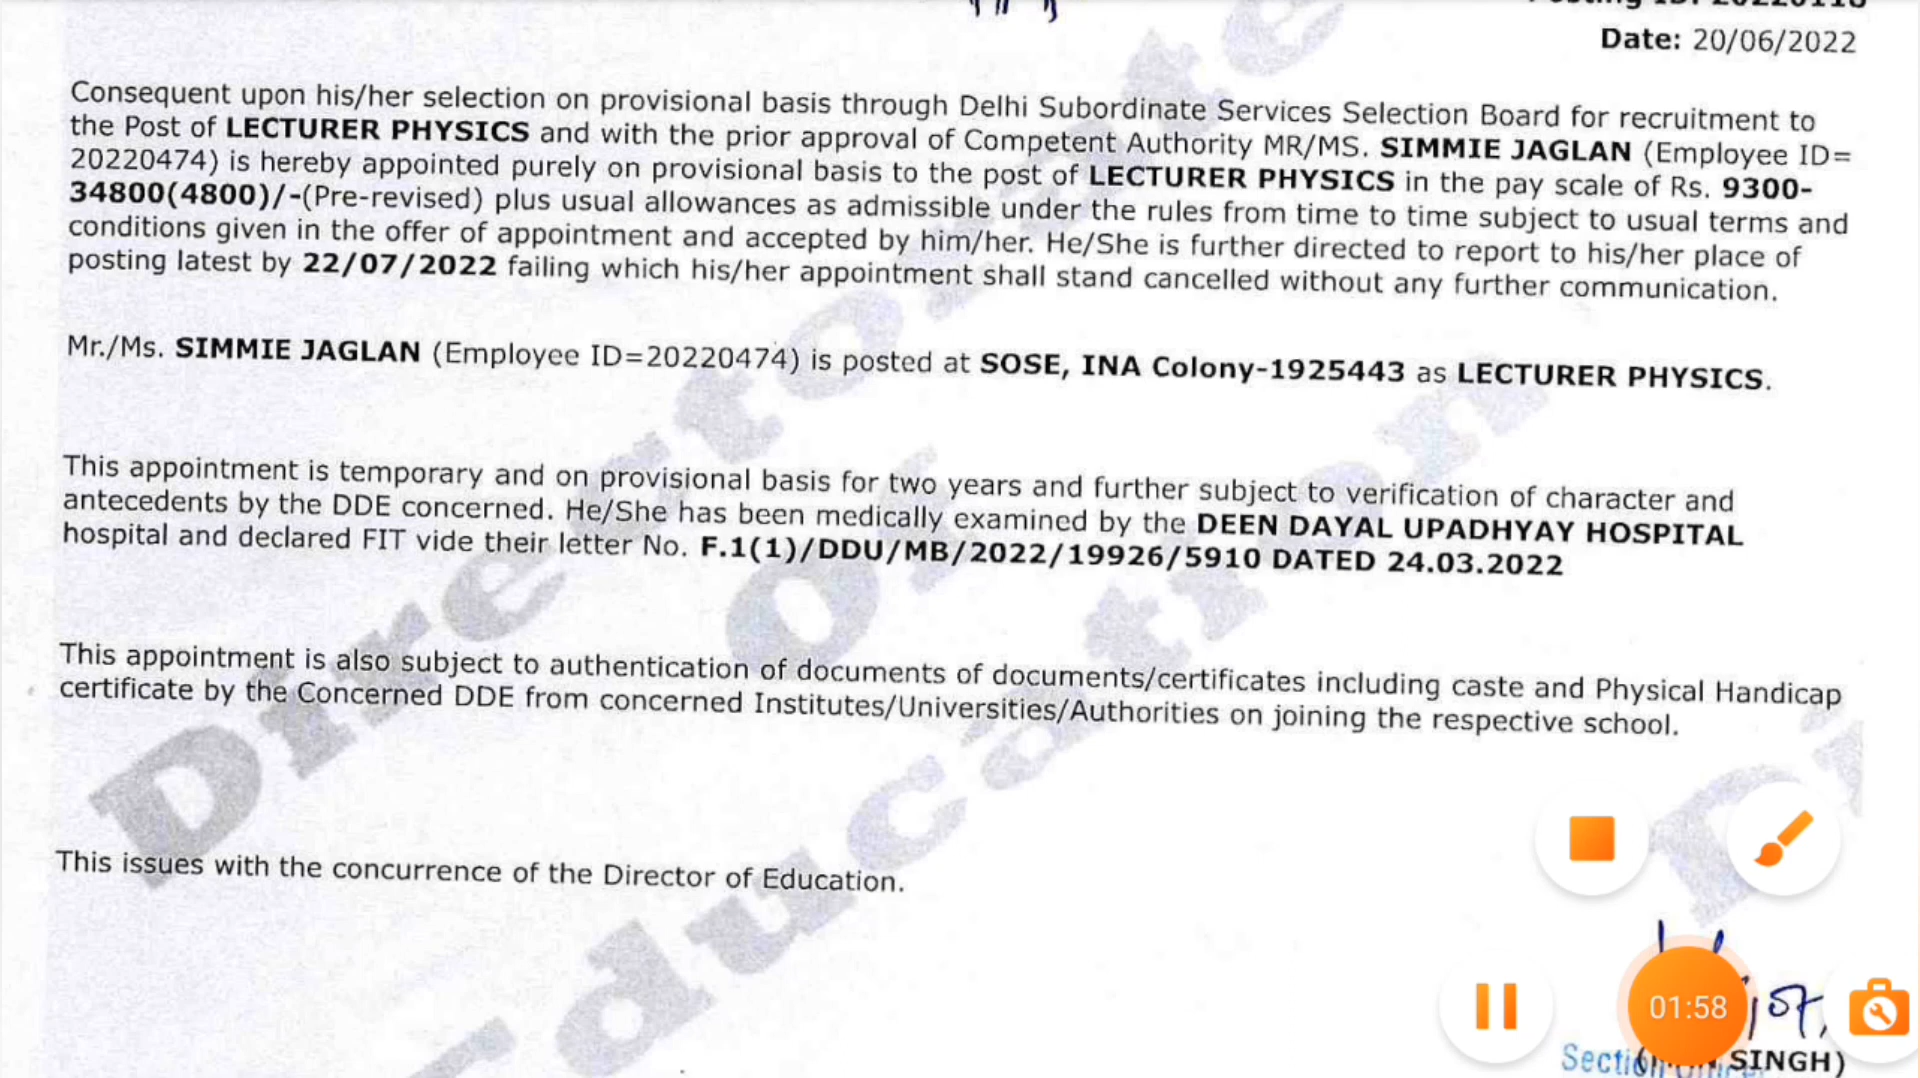 Date: 20/06/2022
Consequent upon his/her selection on provisional basis through Delhi Subordinate Services Selection Board for recruitment to
the Post of LECTURER PHYSICS and with the prior approval of Competent Authority MR/MS. SIMMIE JAGLAN (Employee ID=
20220474) is hereby appointed purely on provisional basis to the post of LECTURER PHYSICS in the pay scale of Rs. 9300-
34800(4800)/-(Pre-revised) plus usual allowances as admissible under the rules from time to time subject to usual terms and
conditions given in the offer of appointment and accepted by him/her. He/She is further directed to report to his/her place of
posting latest by 22/07/2022 failing which his/her appointment shall stand cancelled without any further communication.
Mr./Ms. SIMMIE JAGLAN (Employee ID=20220474) is posted at SOSE, INA Colony-1925443 as LECTURER PHYSICS.
This appointment is temporary and on provisional basis for two years and further subject to verification of character and
antecedents by the DDE concerned. He/She has been medically examined by the DEEN DAYAL UPADHYAY HOSPITAL
hospital and declared FIT vide their letter No. F.1(1)/DDU/MB/2022/19926/5910 DATED 24.03.2022
This appointment is also subject to authentication of documents of documents/certificates including caste and Physical Handicap
certificate by the Concerned DDE from concerned Institutes/Universities/Authorities on joining the respective school.
This issues with the concurrence of the Director of Education.
Directorate
Of
Education
01:58
SINGH)